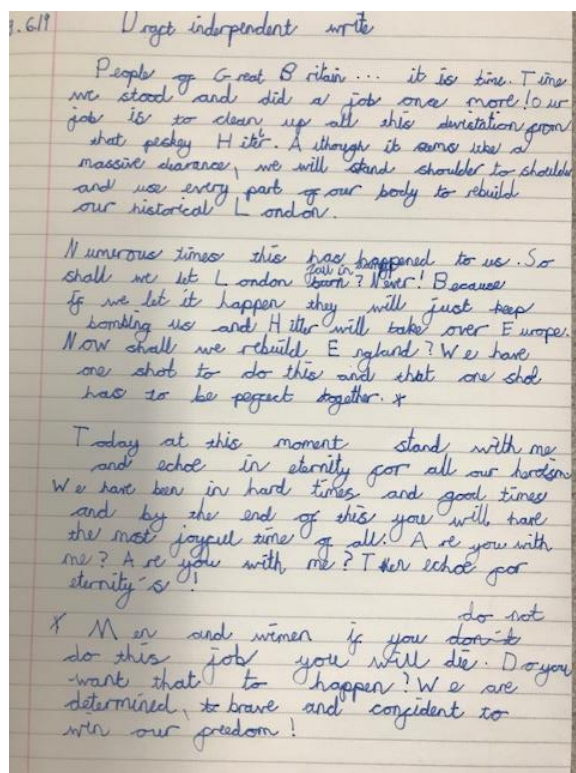 3.6.19 Dract independent write
People of Great Britain... it is time. Time
we stood and did a job once more! Our
job is to clean up all this devistation from
that peskey Hitler. Although it sems like a
massive clearance, we will stand shoulder to shoulder
and use every part of our body to rebuild
our historical London.
Numerous times this has happened to us. So
shall we let London fall in burn? Never! Because
if we let it happen they will just keep
bombing us and Hitler will take over Europe.
Now shall we rebuild England? We have
one shot to do this and that one shot
has to be perfect together. *
Today at this moment stand with me
and echoe in eternity for all our heroism
We have been in hard times and good times
and by the end of this you will have
the most joyfull time of all. Are you with
me? Are you with me? Then echoe for
eternity's!
do not
* Men and wimen if you don't
do this job you will die. Do you
want that to happen? We are
determined, brave and confident to
win our freedom!